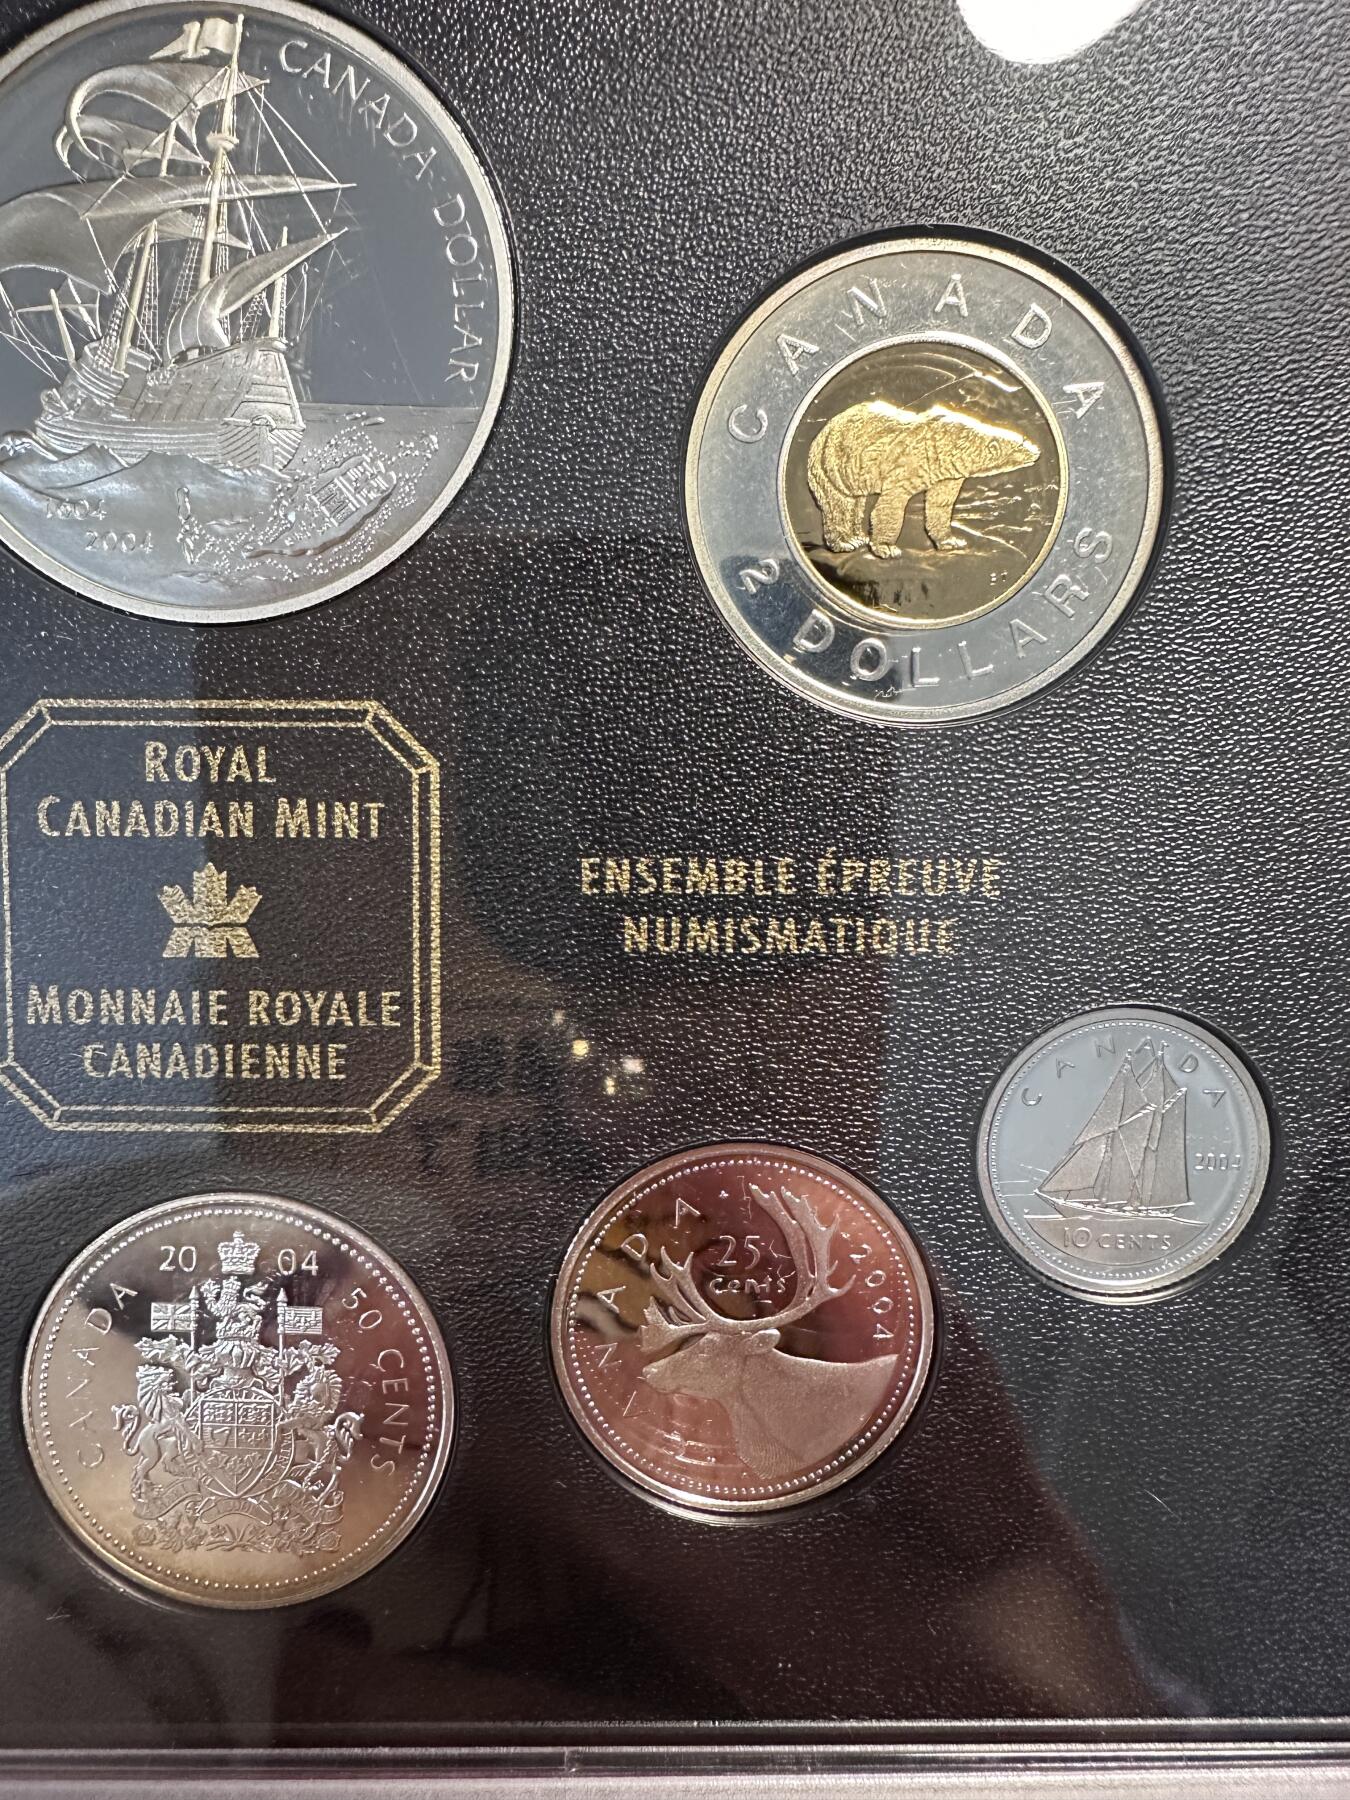 CANADA DOLLAR
1604
2004
CANADA
2 DOLLARS
ROYAL
CANADIAN MINT
MONNAIE ROYALE
CANADIENNE
ENSEMBLE ÉPREUVE
NUMISMATIQUE
CANADA
2004
10 CENTS
CANADA
20 04
50 CENTS
CANADA
25
cents
2004